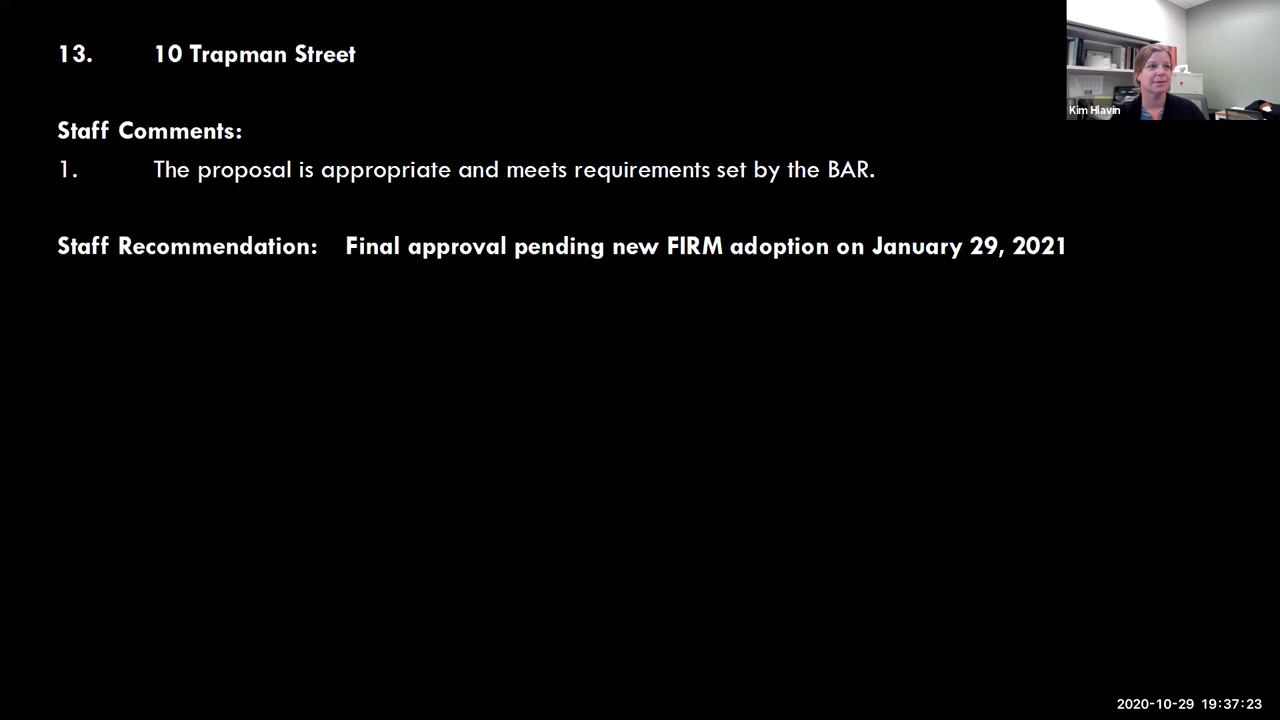 13. 10 Trapman Street
Kim Hlavin
Staff Comments:
1. The proposal is appropriate and meets requirements set by the BAR.
Staff Recommendation: Final approval pending new FIRM adoption on January 29, 2021
2020-10-29 19:37:23